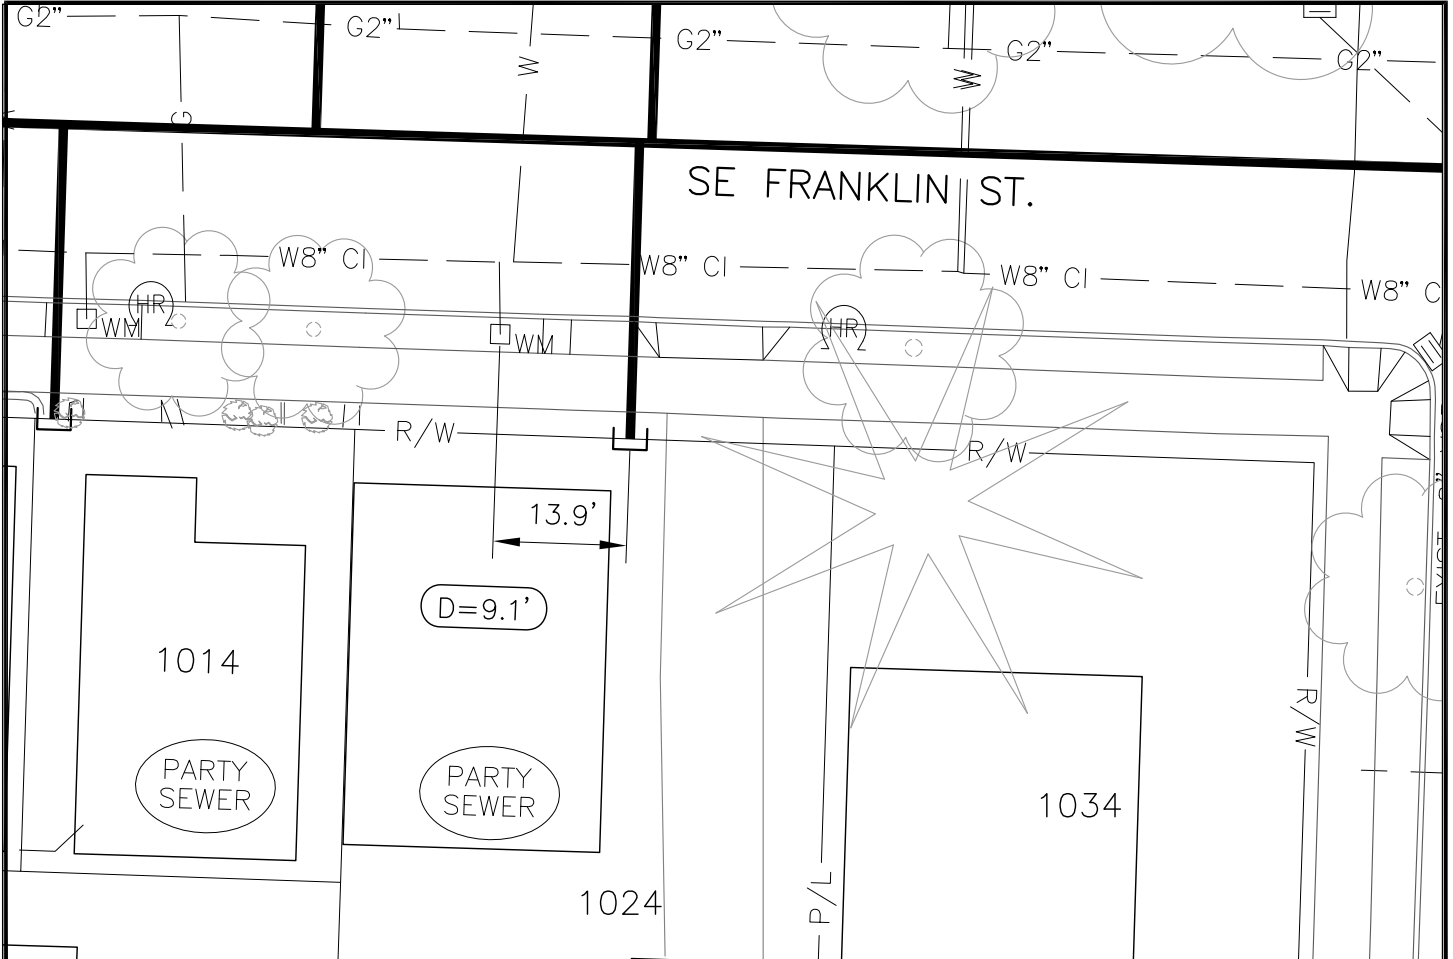 G2”
G2”
G2”
G2”
G2”
W
W
G
SE FRANKLIN ST.
W8” CI
W8” CI
W8” CI
W8” C
HR
WM
WM
HR
R/W
R/W
13.9’
D=9.1’
1014
R/W
PARTY
SEWER
PARTY
SEWER
1034
P/L
1024